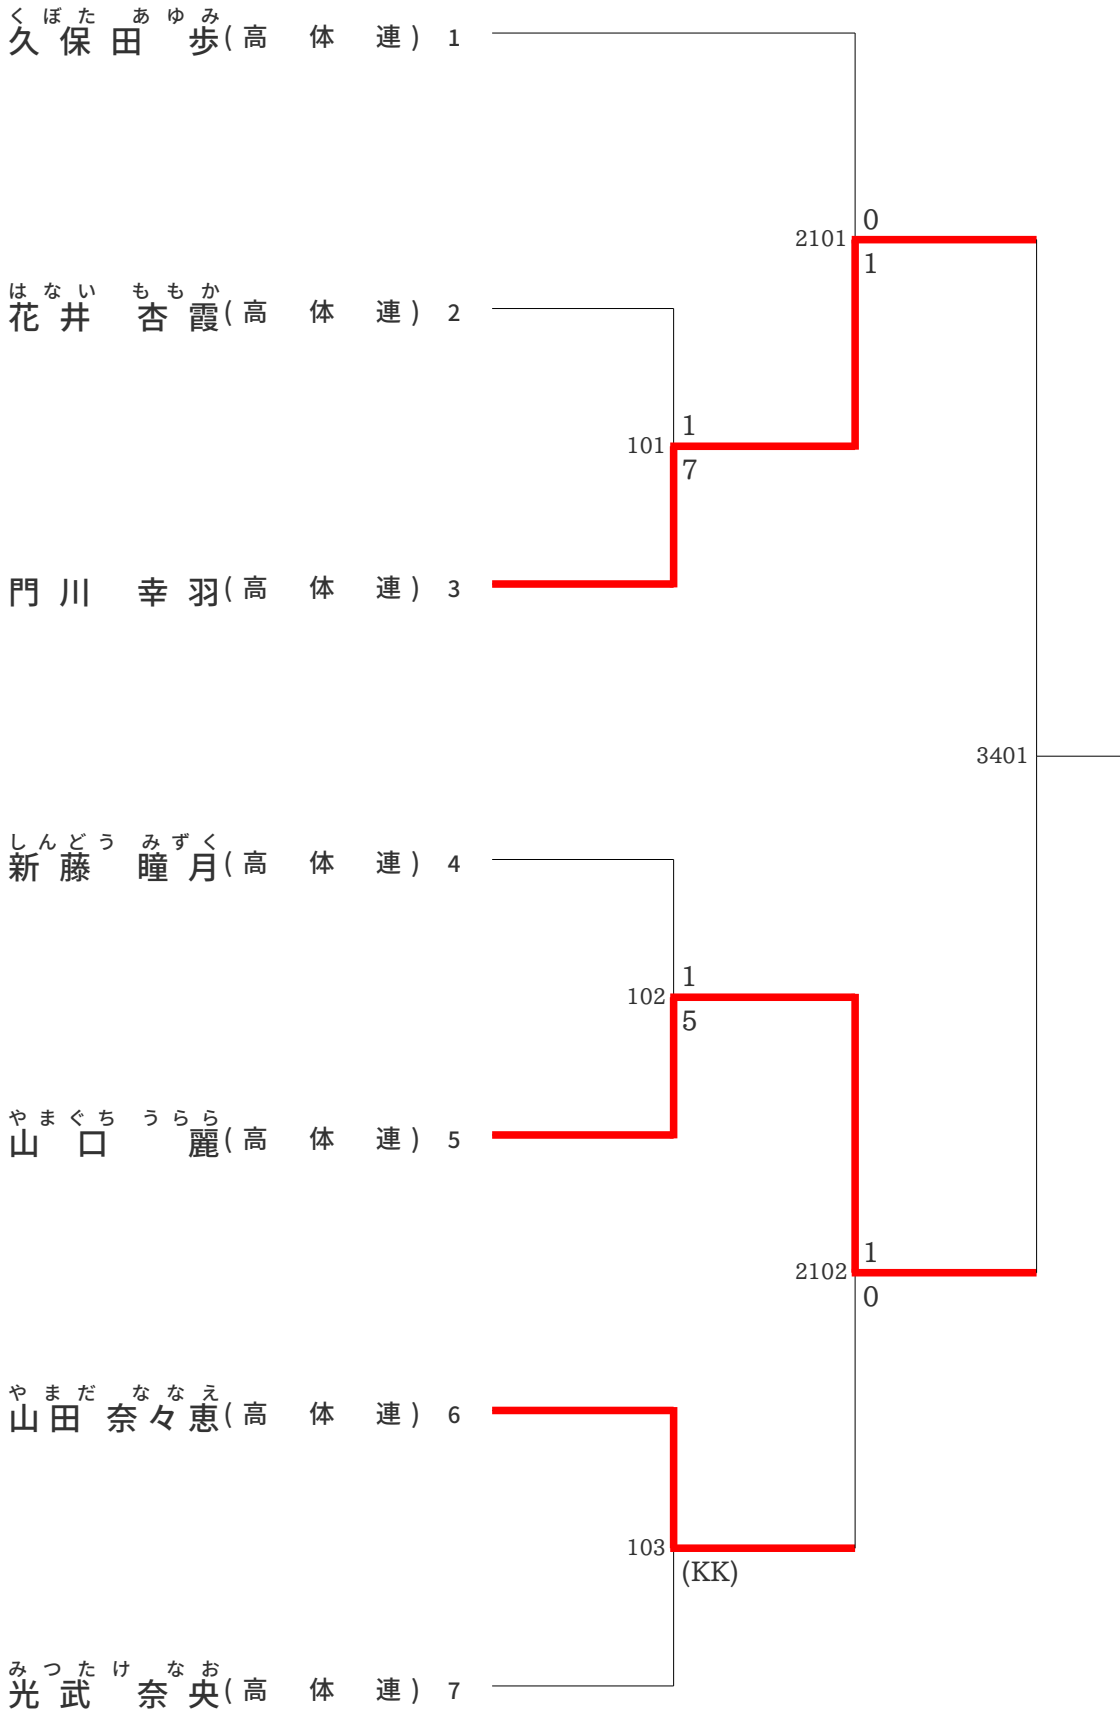 くぼた あゆみ
久保田 歩(高体連) 1
0
2101
1
はない ももか
花井 杏霞(高体連) 2
1
101
7
門川 幸羽(高体連) 3
3401
しんどう みずく
新藤 瞳月(高体連) 4
1
102
5
やまぐち うらら
山口 麗(高体連) 5
1
2102
0
やまだ ななえ
山田 奈々恵(高体連) 6
103
(KK)
みつたけ なお
光武 奈央(高体連) 7